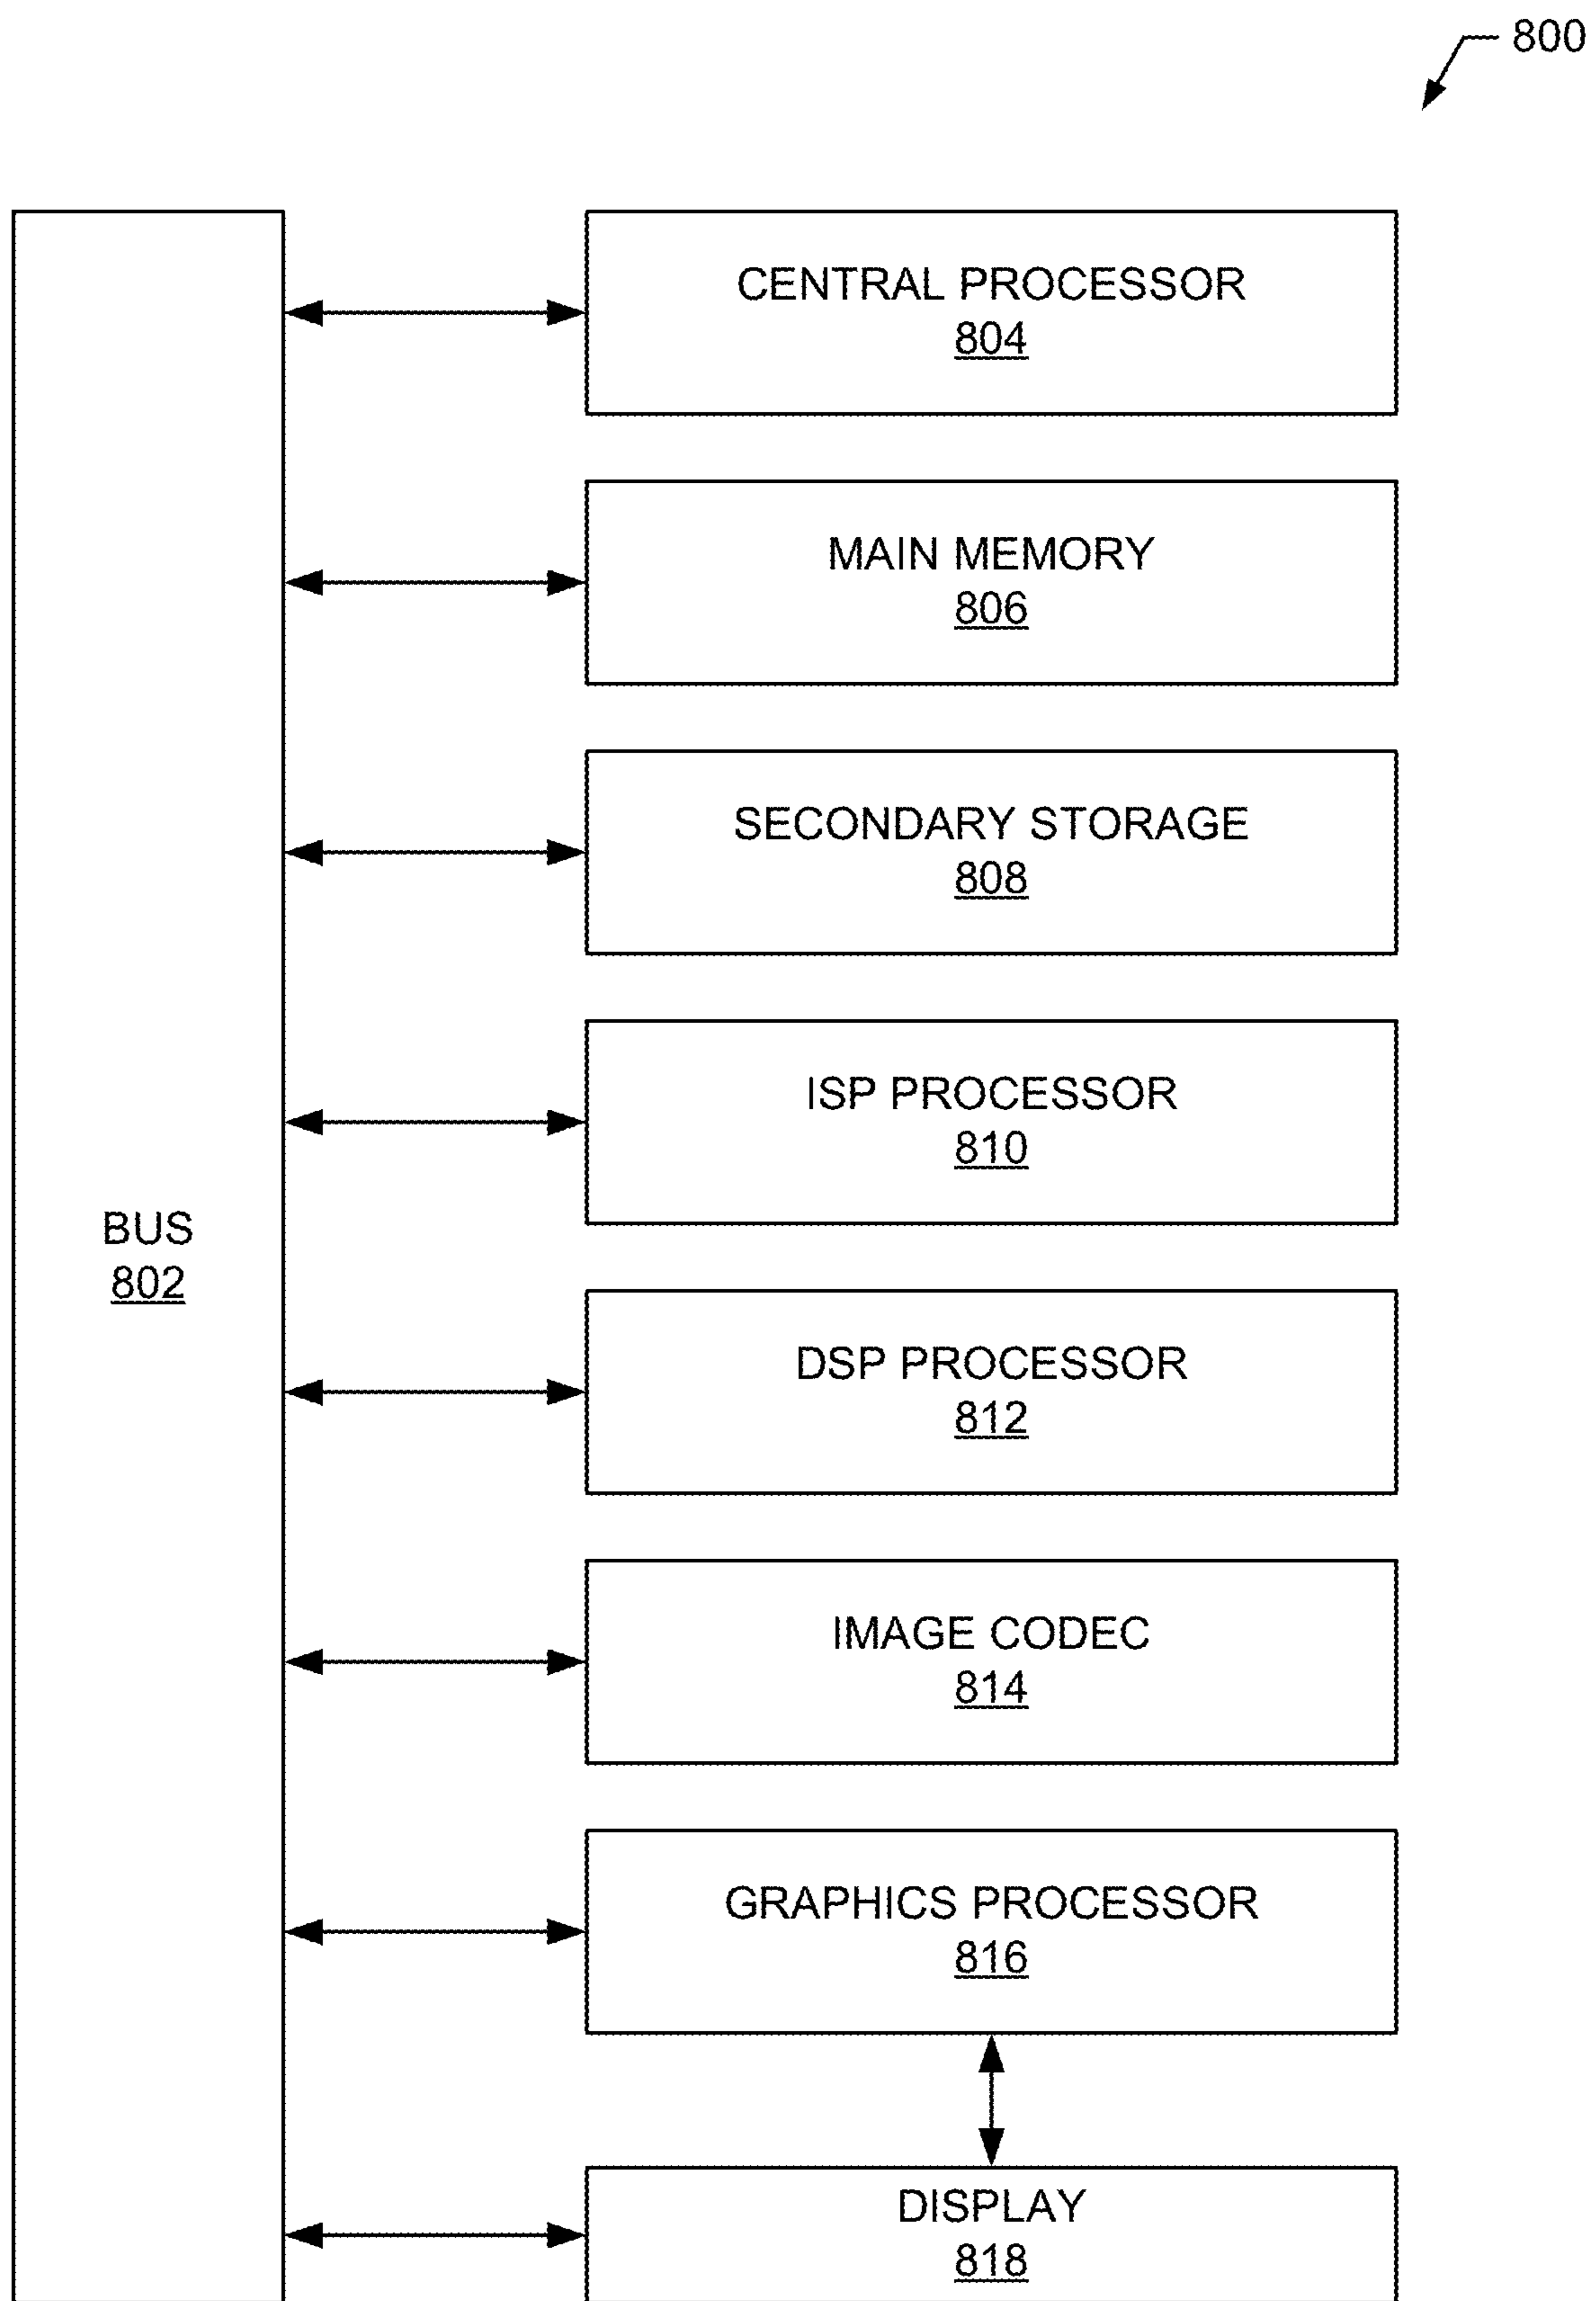 800
CENTRAL PROCESSOR
804
MAIN MEMORY
806
SECONDARY STORAGE
808
ISP PROCESSOR
810
BUS
802
DSP PROCESSOR
812
IMAGE CODEC
814
GRAPHICS PROCESSOR
816
DISPLAY
818